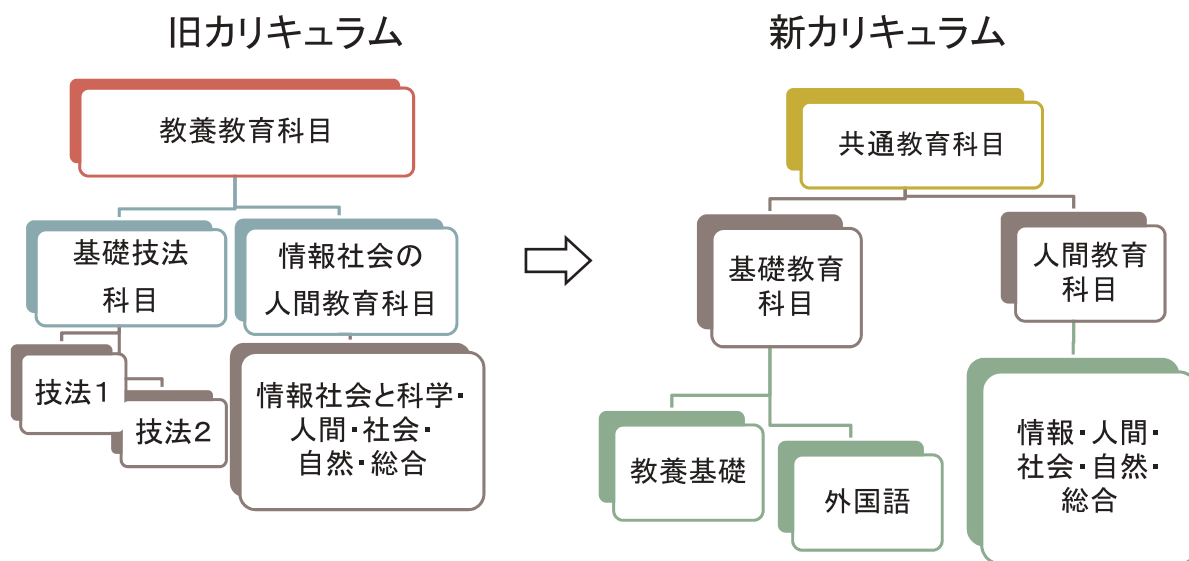 旧カリキュラム
教養教育科目
基礎技法
科目
情報社会の
人間教育科目
技法1
技法2
情報社会と科学・
人間・社会・
自然・総合
新カリキュラム
共通教育科目
基礎教育
科目
人間教育
科目
教養基礎
外国語
情報・人間・
社会・自然・
総合